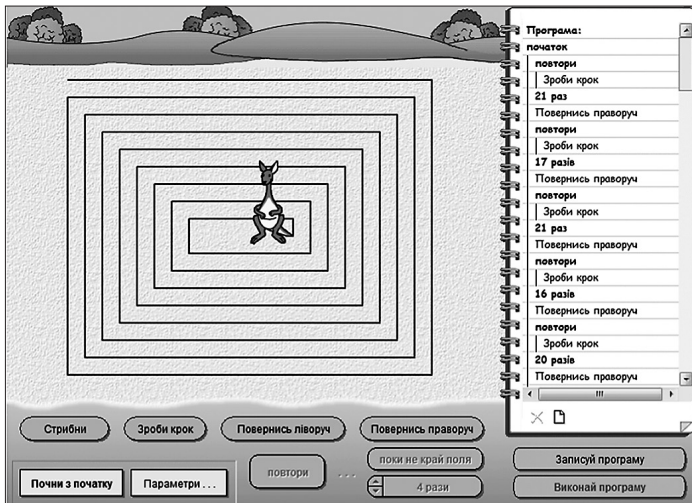 Програма:
початок
повтори
Зроби крок
21 раз
Повернись праворуч
повтори
Зроби крок
17 разів
Повернись праворуч
повтори
Зроби крок
21 раз
Повернись праворуч
повтори
Зроби крок
16 разів
Повернись праворуч
повтори
Зроби крок
20 разів
Повернись праворуч
Стрибни
Зроби крок
Повернись ліворуч
Повернись праворуч
Почни з початку
Параметри . . .
повтори
. . .
поки не край поля
4 рази
Записуй програму
Виконай програму